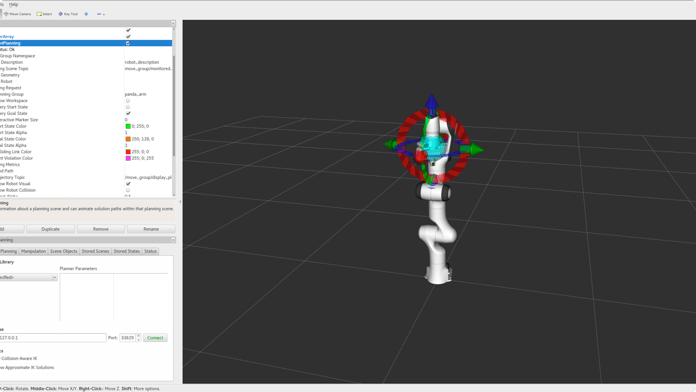 Help
Move Camera Select Key Tool
erArray
nPlanning
atus: Ok
Group Namespace
Description robot_description
ng Scene Topic move_group/monitored...
Geometry
Robot
ng Request
nning Group panda_arm
ow Workspace
ery Start State
ery Goal State
eractive Marker Size 0
rt State Color 0; 255; 0
rt State Alpha 1
al State Color 250; 128; 0
al State Alpha 1
liding Link Color 255; 0; 0
nt Violation Color 255; 0; 255
ng Metrics
ed Path
jectory Topic /move_group/display_pl
ow Robot Visual
ow Robot Collision
ning
ormation about a planning scene and can animate solution paths within that planning scene.
dd Duplicate Remove Rename
anning
Planning Manipulation Scene Objects Stored Scenes Stored States Status
Library
Planner Parameters
cified>
127.0.0.1 Port: 33829 Connect
Collision-Aware IK
ow Approximate IK Solutions
-Click: Rotate. Middle-Click: Move X/Y. Right-Click: Move Z. Shift: More options.